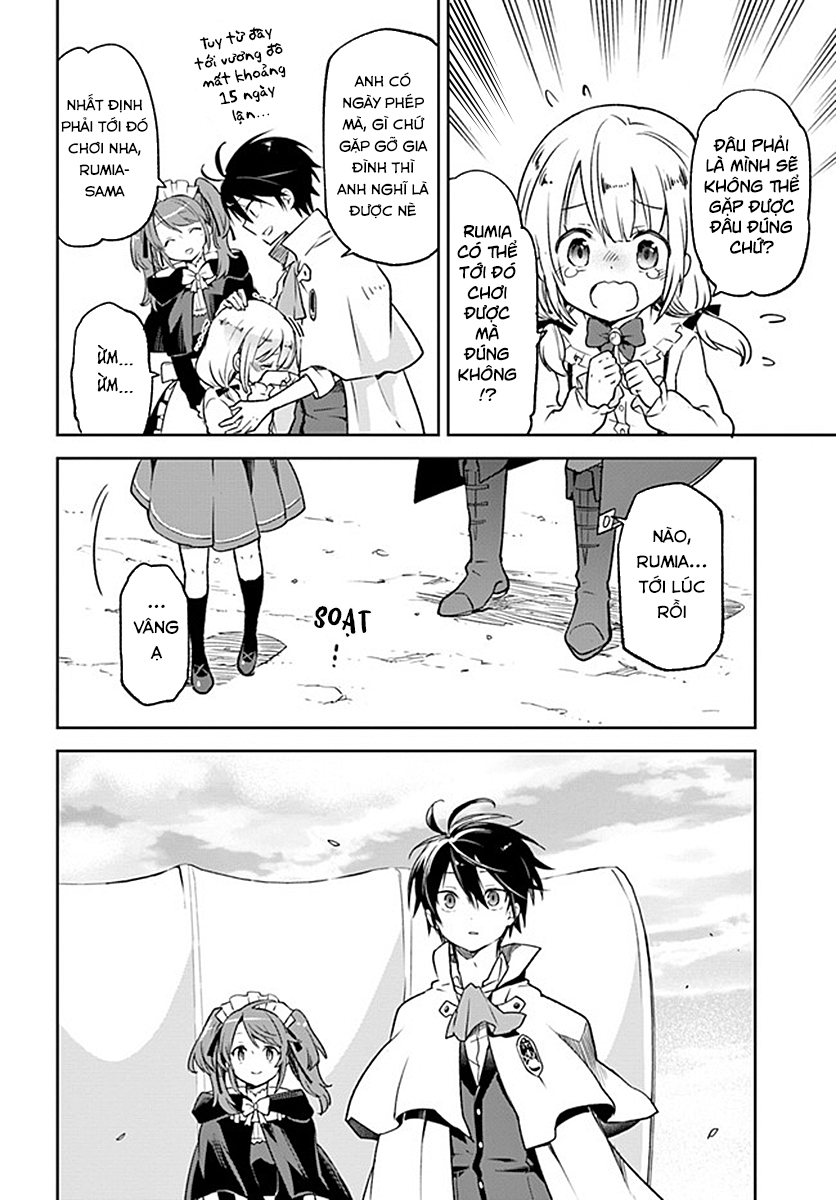 ĐÂU PHẢI
LÀ MÌNH SẼ
KHÔNG THỂ
GẶP ĐƯỢC
ĐÂU ĐÚNG
CHỨ?
RUMIA
CÓ THỂ
TỚI ĐÓ
CHƠI
ĐƯỢC
MÀ
ĐÚNG
KHÔNG
!?
ANH CÓ
NGÀY PHÉP
MÀ, GÌ CHỨ
GẶP GỠ GIA
ĐÌNH THÌ
ANH NGHĨ LÀ
ĐƯỢC NÈ
Tuy từ đây
tới vương đô
mất khoảng
15 ngày
lận...
NHẤT ĐỊNH
PHẢI TỚI ĐÓ
CHƠI NHA,
RUMIA-
SAMA
ỪM...
ỪM...
NÀO,
RUMIA...
TỚI LÚC
RỒI
SOẠT
...
...
VÂNG
Ạ